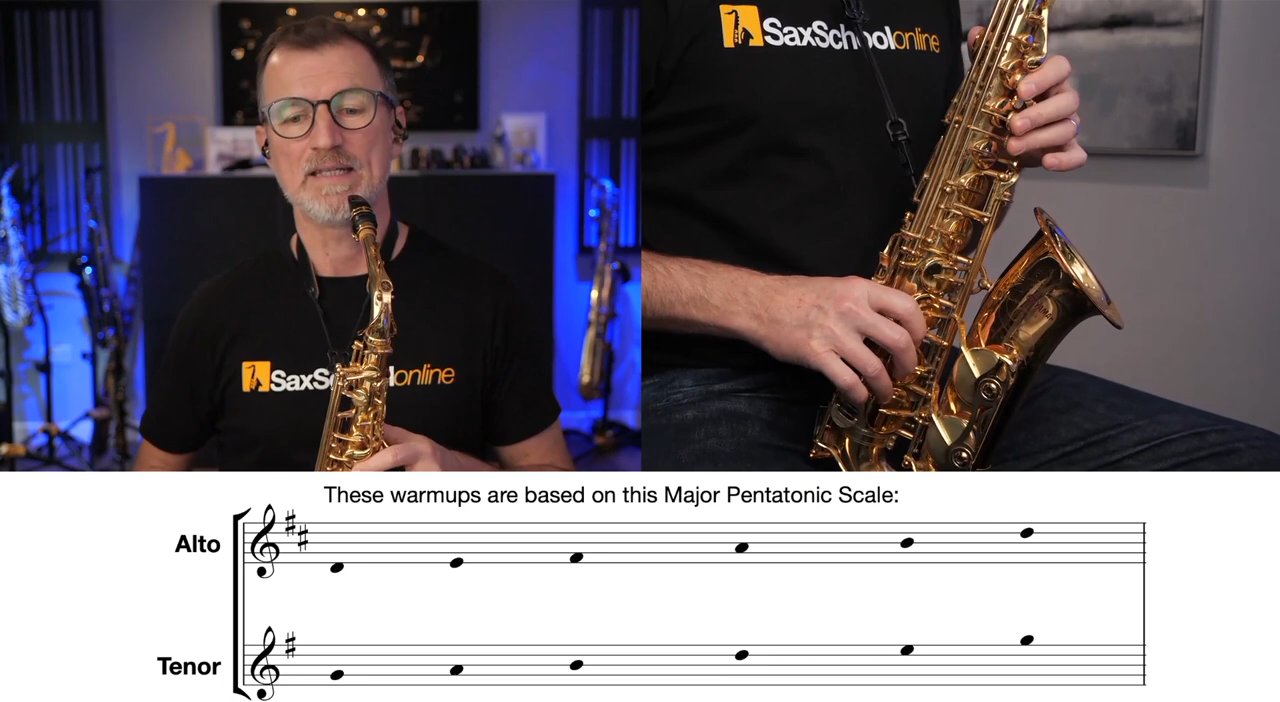 SaxSchoolonline
SaxSchoolonline
These warmups are based on this Major Pentatonic Scale:
Alto
Tenor